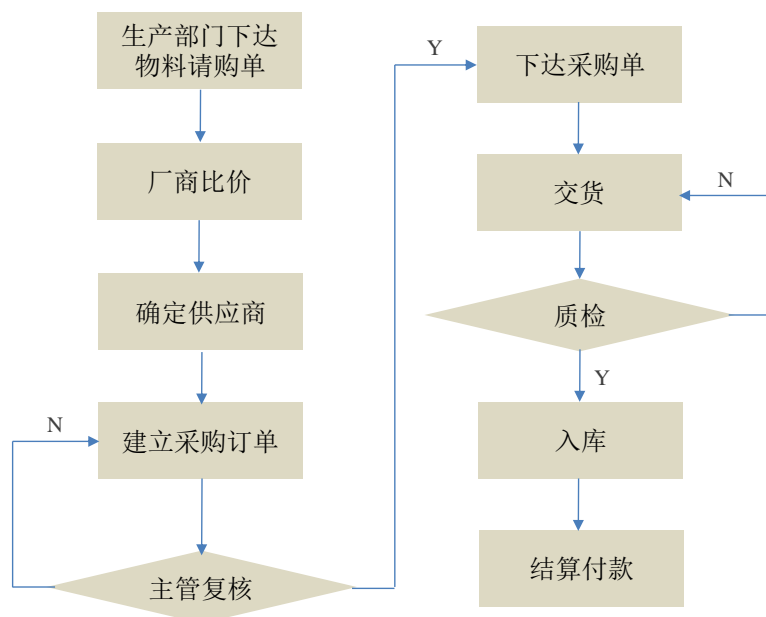 生产部门下达
物料请购单
厂商比价
确定供应商
N
建立采购订单
主管复核
Y
下达采购单
交货
N
质检
Y
入库
结算付款